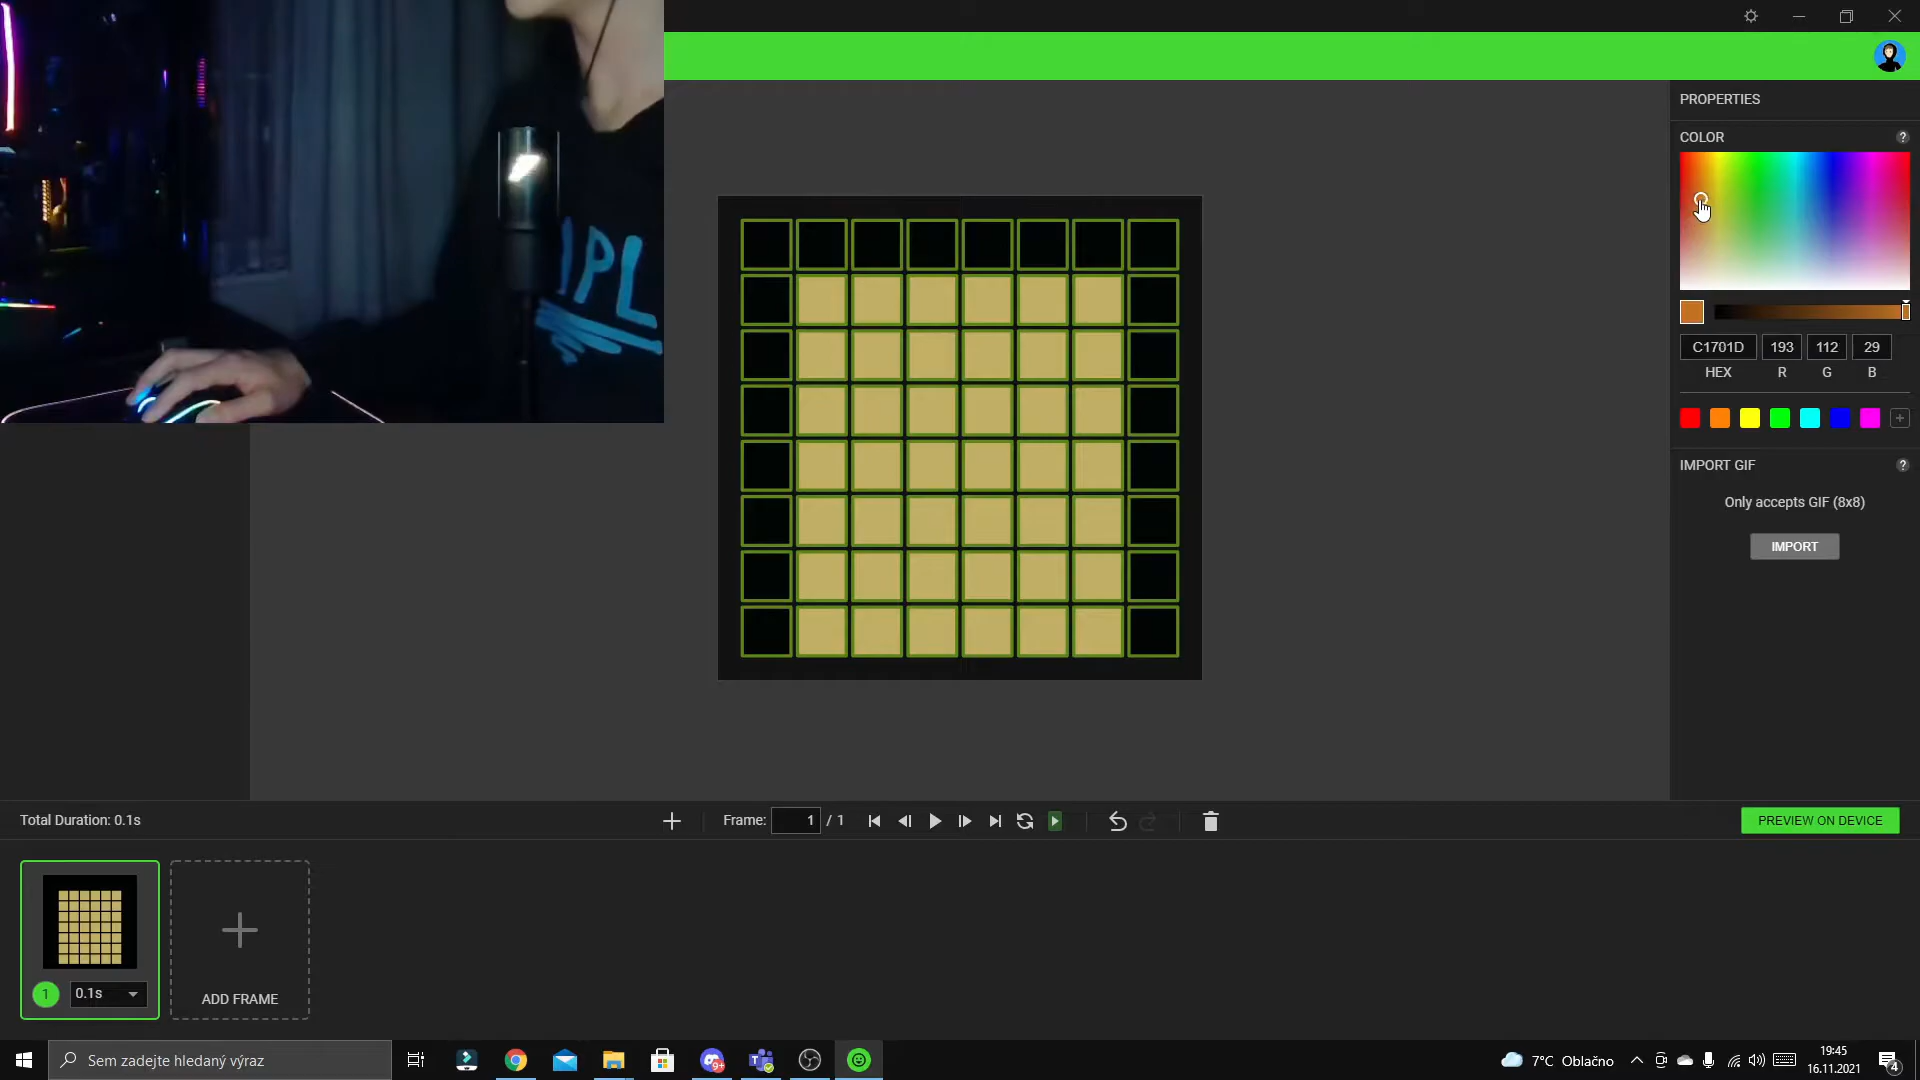 IPL
PROPERTIES
COLOR
?
C1701D
193
112
29
HEX
R
G
B
+
IMPORT GIF
?
Only accepts GIF (8x8)
IMPORT
Total Duration: 0.1s
Frame:
1
/ 1
PREVIEW ON DEVICE
1
0.1s
ADD FRAME
Sem zadejte hledaný výraz
9+
7°C Oblačno
19:45
16.11.2021
4